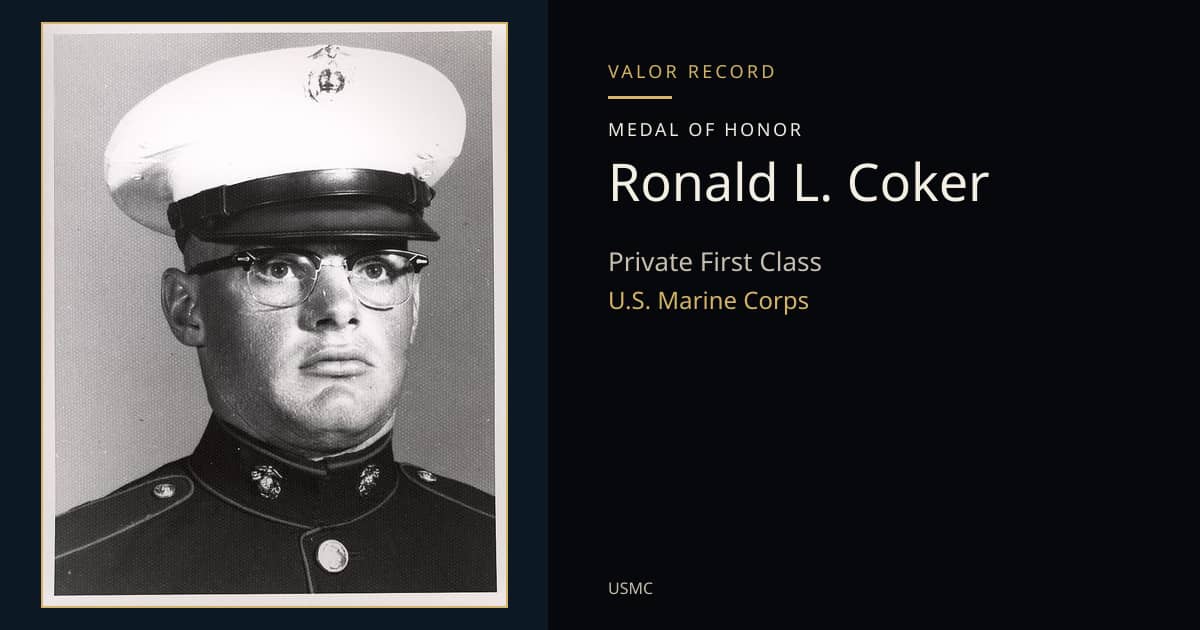 VALOR RECORD
MEDAL OF HONOR
Ronald L. Coker
Private First Class
U.S. Marine Corps
USMC